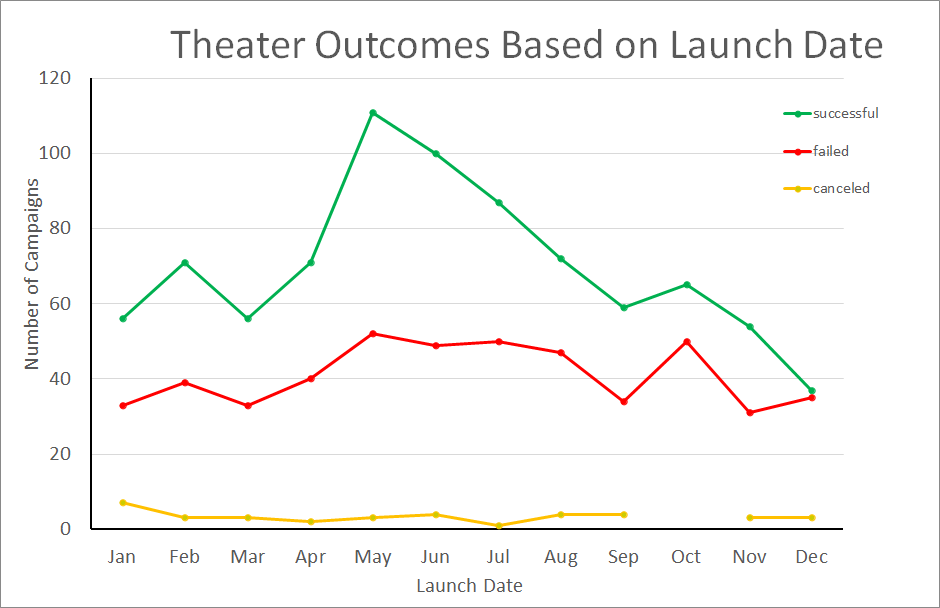 Theater Outcomes Based on Launch Date
120
100
80
60
40
20
0
Number of Campaigns
successful
failed
canceled
Jan Feb Mar Apr May Jun Jul Aug Sep Oct Nov Dec
Launch Date